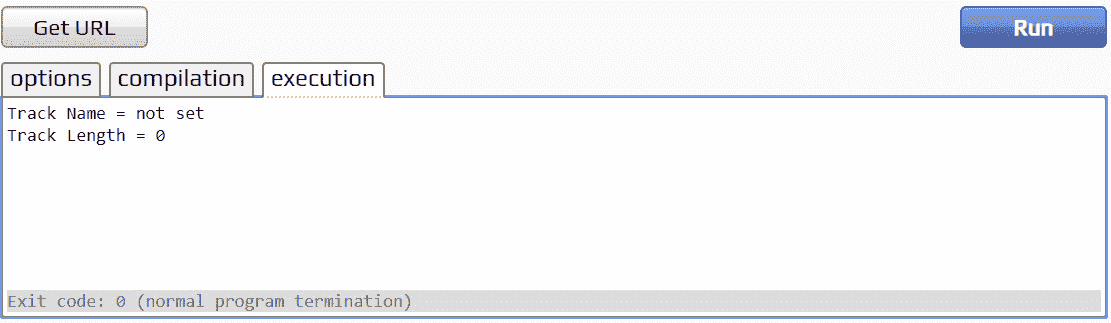 Get URL
Run
options compilation execution
Track Name = not set
Track Length = 0
Exit code: 0 (normal program termination)